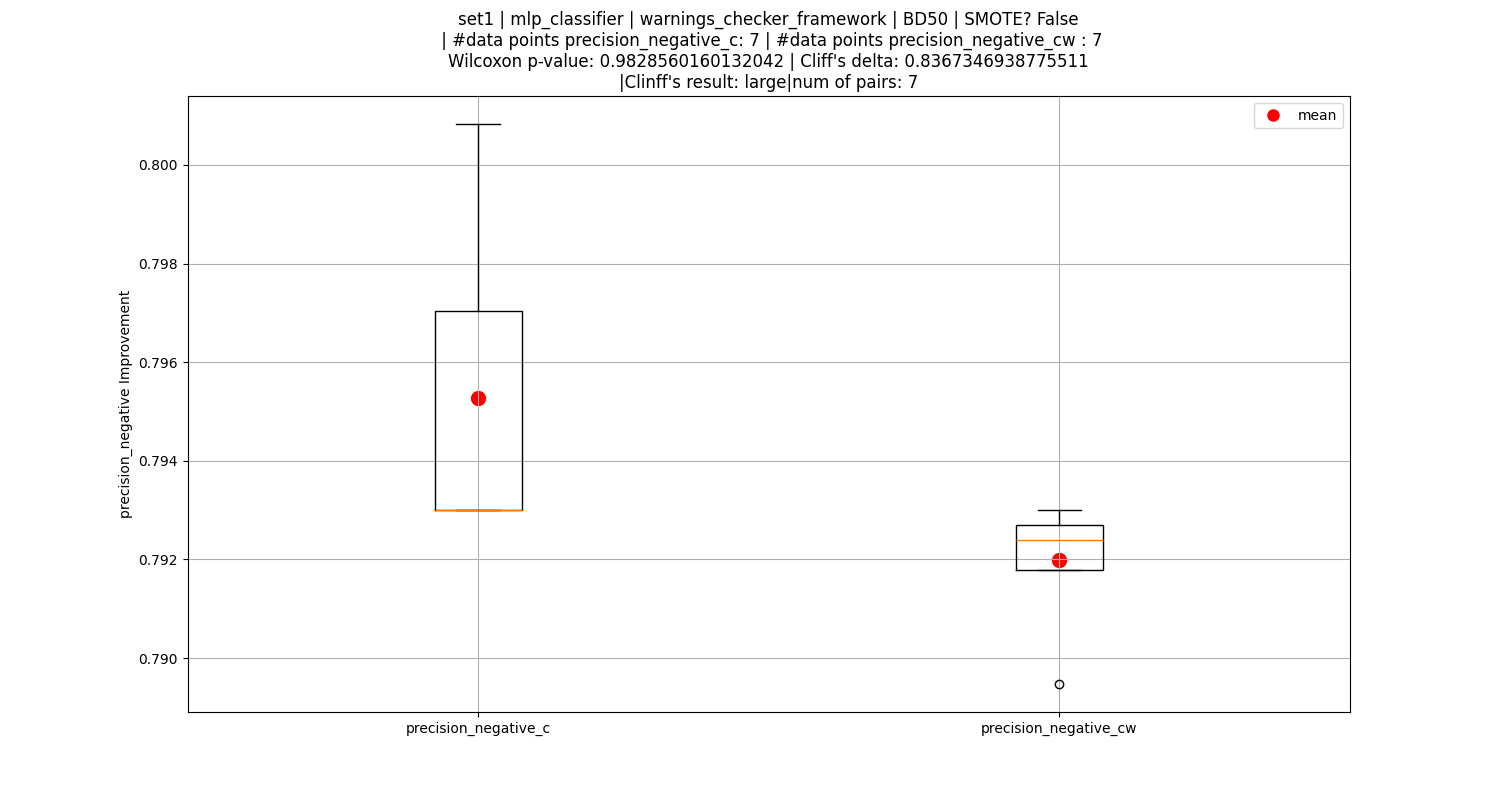 set1 | mlp_classifier | warnings_checker_framework | BD50 | SMOTE? False
| #data points precision_negative_c: 7 | #data points precision_negative_cw : 7
Wilcoxon p-value: 0.9828560160132042 | Cliff's delta: 0.8367346938775511
|Clinff's result: large|num of pairs: 7
mean
0.800
0.798
0.796
0.794
0.792
0.790
precision_negative Improvement
precision_negative_c
precision_negative_cw